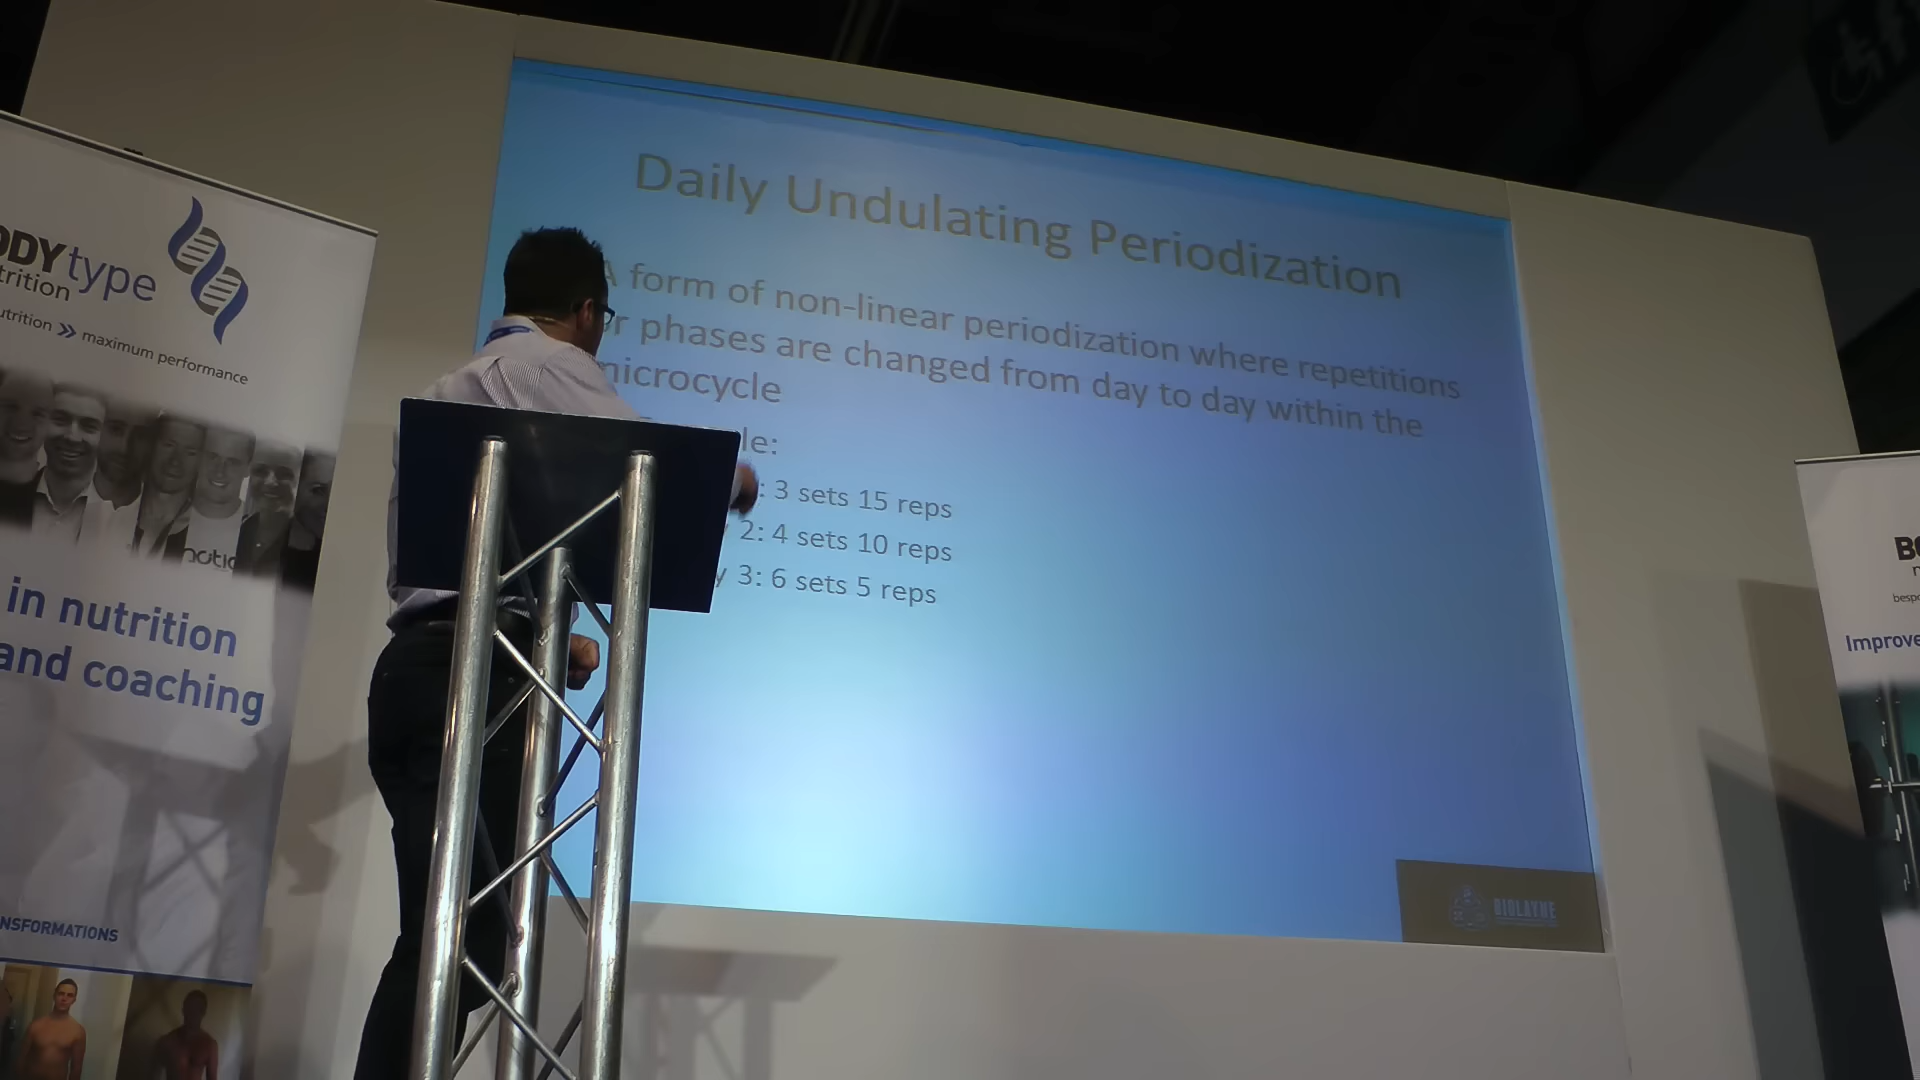 Daily Undulating Periodization
A form of non-linear periodization where repetitions
r phases are changed from day to day within the
microcycle
le:
: 3 sets 15 reps
2: 4 sets 10 reps
y 3: 6 sets 5 reps
BIOLAYNE
ODYtype
trition
utrition » maximum performance
in nutrition
and coaching
NSFORMATIONS
Improve